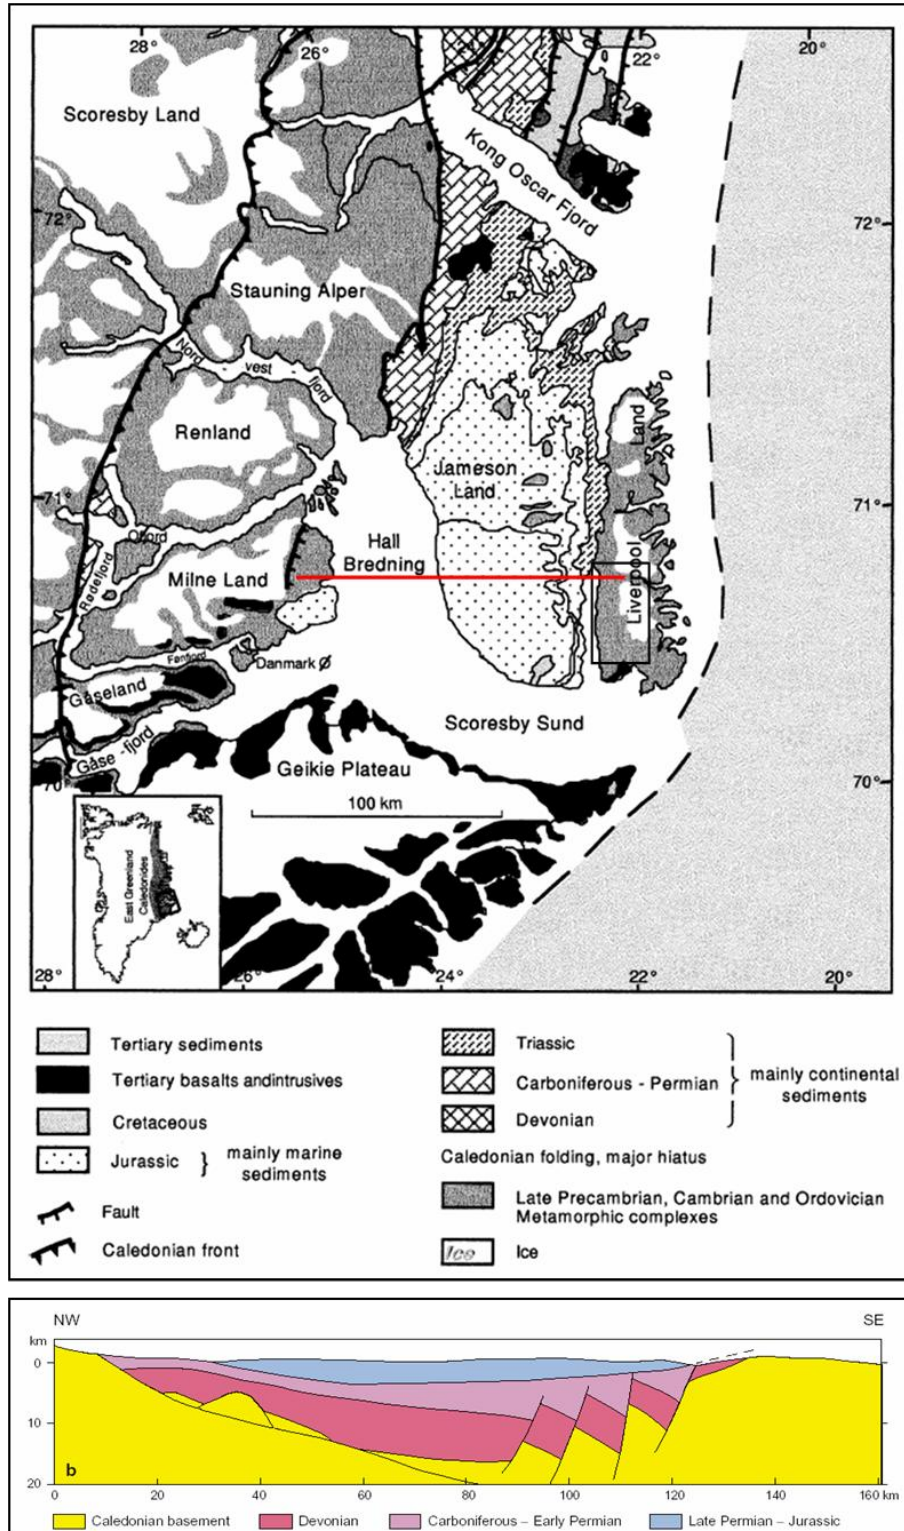 28°
26°
22°
20°
Scoresby Land
Kong Oscar Fjord
72°
72°
Stauning Alper
Nord - vest - fjord
Renland
Jameson
Land
Liverpool Land
71°
71°
Øfjord
Hall
Bredning
Milne Land
Rødefjord
Fønfjord
Danmark Ø
Gåseland
Scoresby Sund
Gåse -fjord
Geikie Plateau
70°
70°
100 km
East Greenland
Caledonides
28°
26°
24°
22°
20°
Tertiary sediments
Tertiary basalts andintrusives
Cretaceous
Jurassic } mainly marine
sediments
Fault
Caledonian front
Triassic
Carboniferous - Permian
Devonian
mainly continental
sediments
Caledonian folding, major hiatus
Late Precambrian, Cambrian and Ordovician
Metamorphic complexes
Ice Ice
NW SE
km
0
10
20
b
0 20 40 60 80 100 120 140 160 km
Caledonian basement Devonian Carboniferous – Early Permian Late Permian – Jurassic